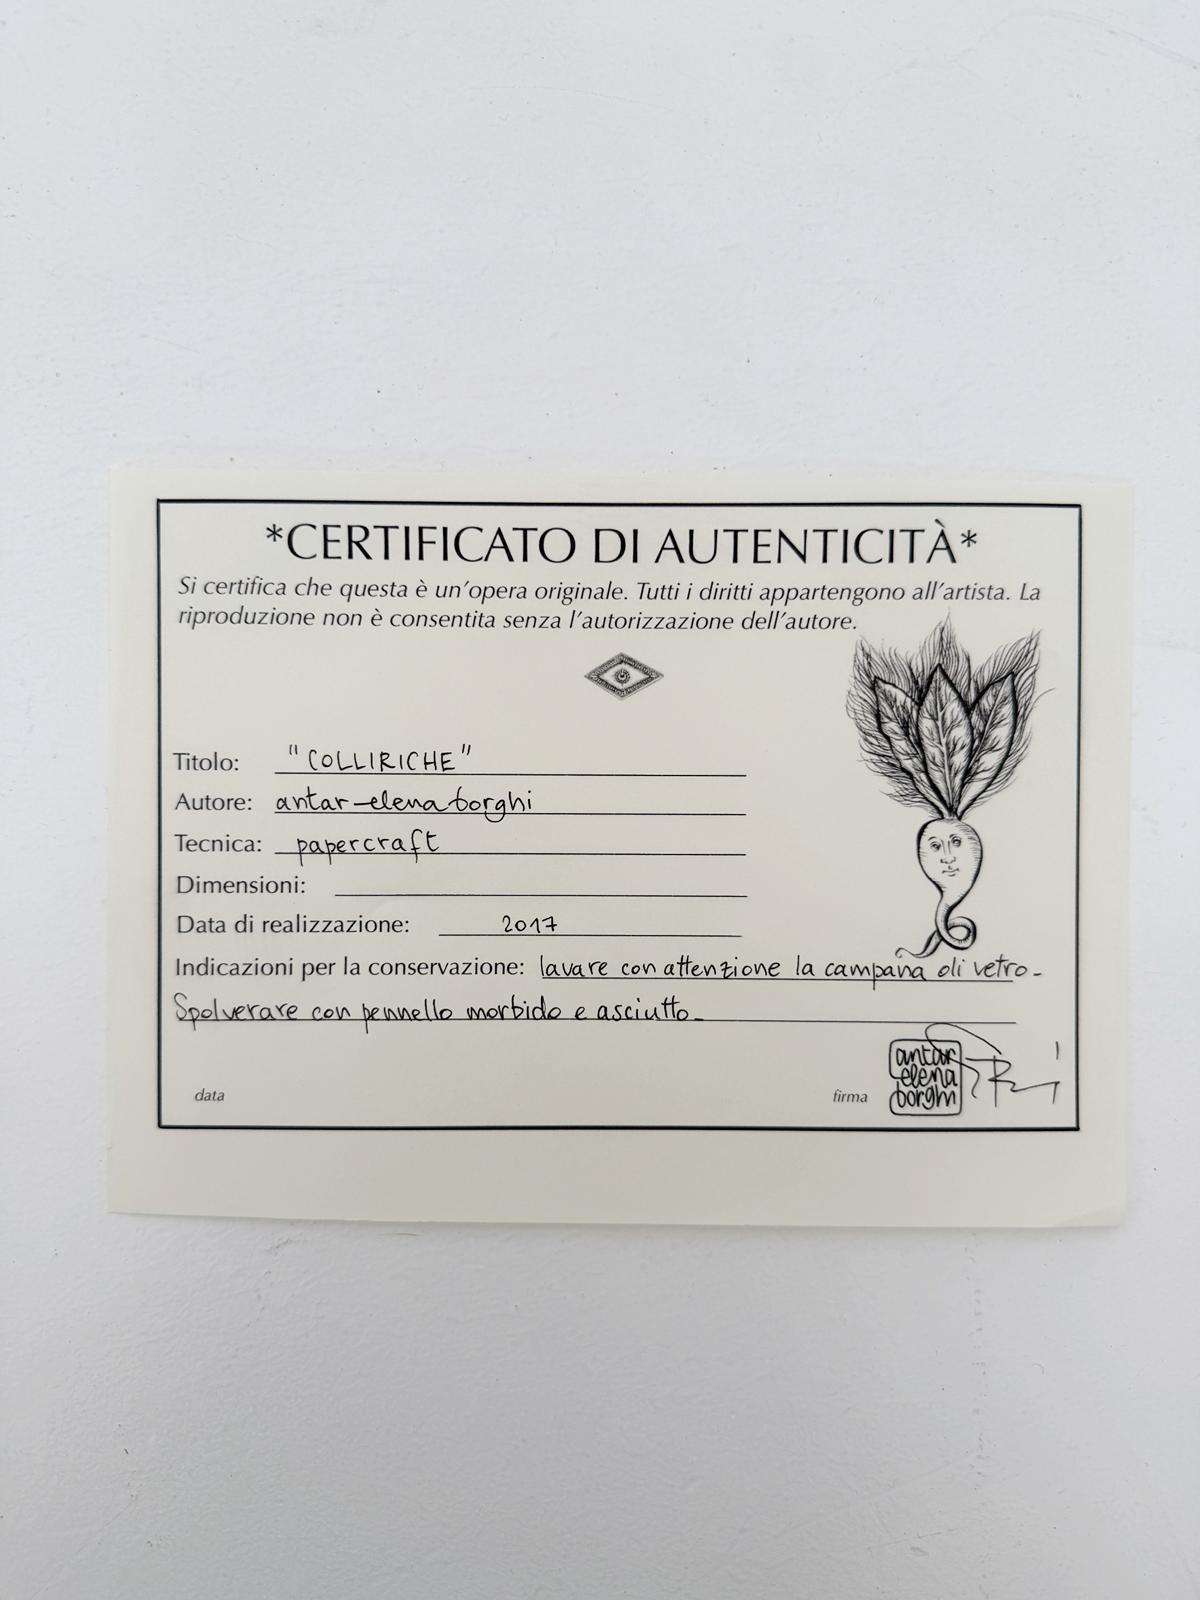 *CERTIFICATO DI AUTENTICITÀ*
Si certifica che questa è un'opera originale. Tutti i diritti appartengono all'artista. La
riproduzione non è consentita senza l'autorizzazione dell'autore.
Titolo: "COLLIRICHE"
Autore: antar-elena borghi
Tecnica: papercraft
Dimensioni:
Data di realizzazione: 2017
Indicazioni per la conservazione: lavare con attenzione la campana di vetro-
Spolverare con pennello morbido e asciutto-
antar
elena
borghi
data firma